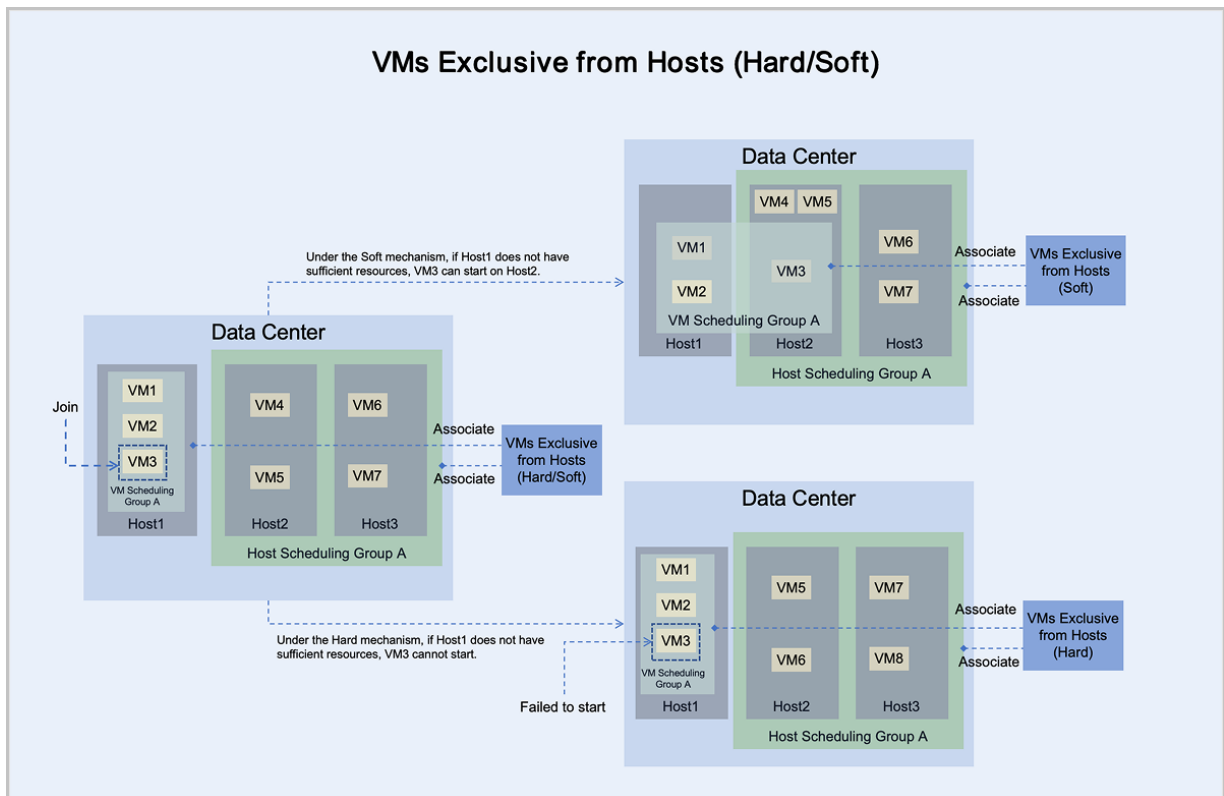 VMs Exclusive from Hosts (Hard/Soft)
Data Center
VM4
VM5
VM1
VM6
VM3
VM2
VM7
VM Scheduling Group A
Host1
Host2
Host3
Host Scheduling Group A
Associate
Associate
VMs Exclusive
from Hosts
(Soft)
Under the Soft mechanism, if Host1 does not have
sufficient resources, VM3 can start on Host2.
Data Center
Join
VM1
VM2
VM3
VM Scheduling
Group A
Host1
VM4
VM5
Host2
VM6
VM7
Host3
Host Scheduling Group A
Associate
Associate
VMs Exclusive
from Hosts
(Hard/Soft)
Under the Hard mechanism, if Host1 does not have
sufficient resources, VM3 cannot start.
Failed to start
Data Center
VM1
VM2
VM3
VM Scheduling
Group A
Host1
VM5
VM6
Host2
VM7
VM8
Host3
Host Scheduling Group A
Associate
Associate
VMs Exclusive
from Hosts
(Hard)